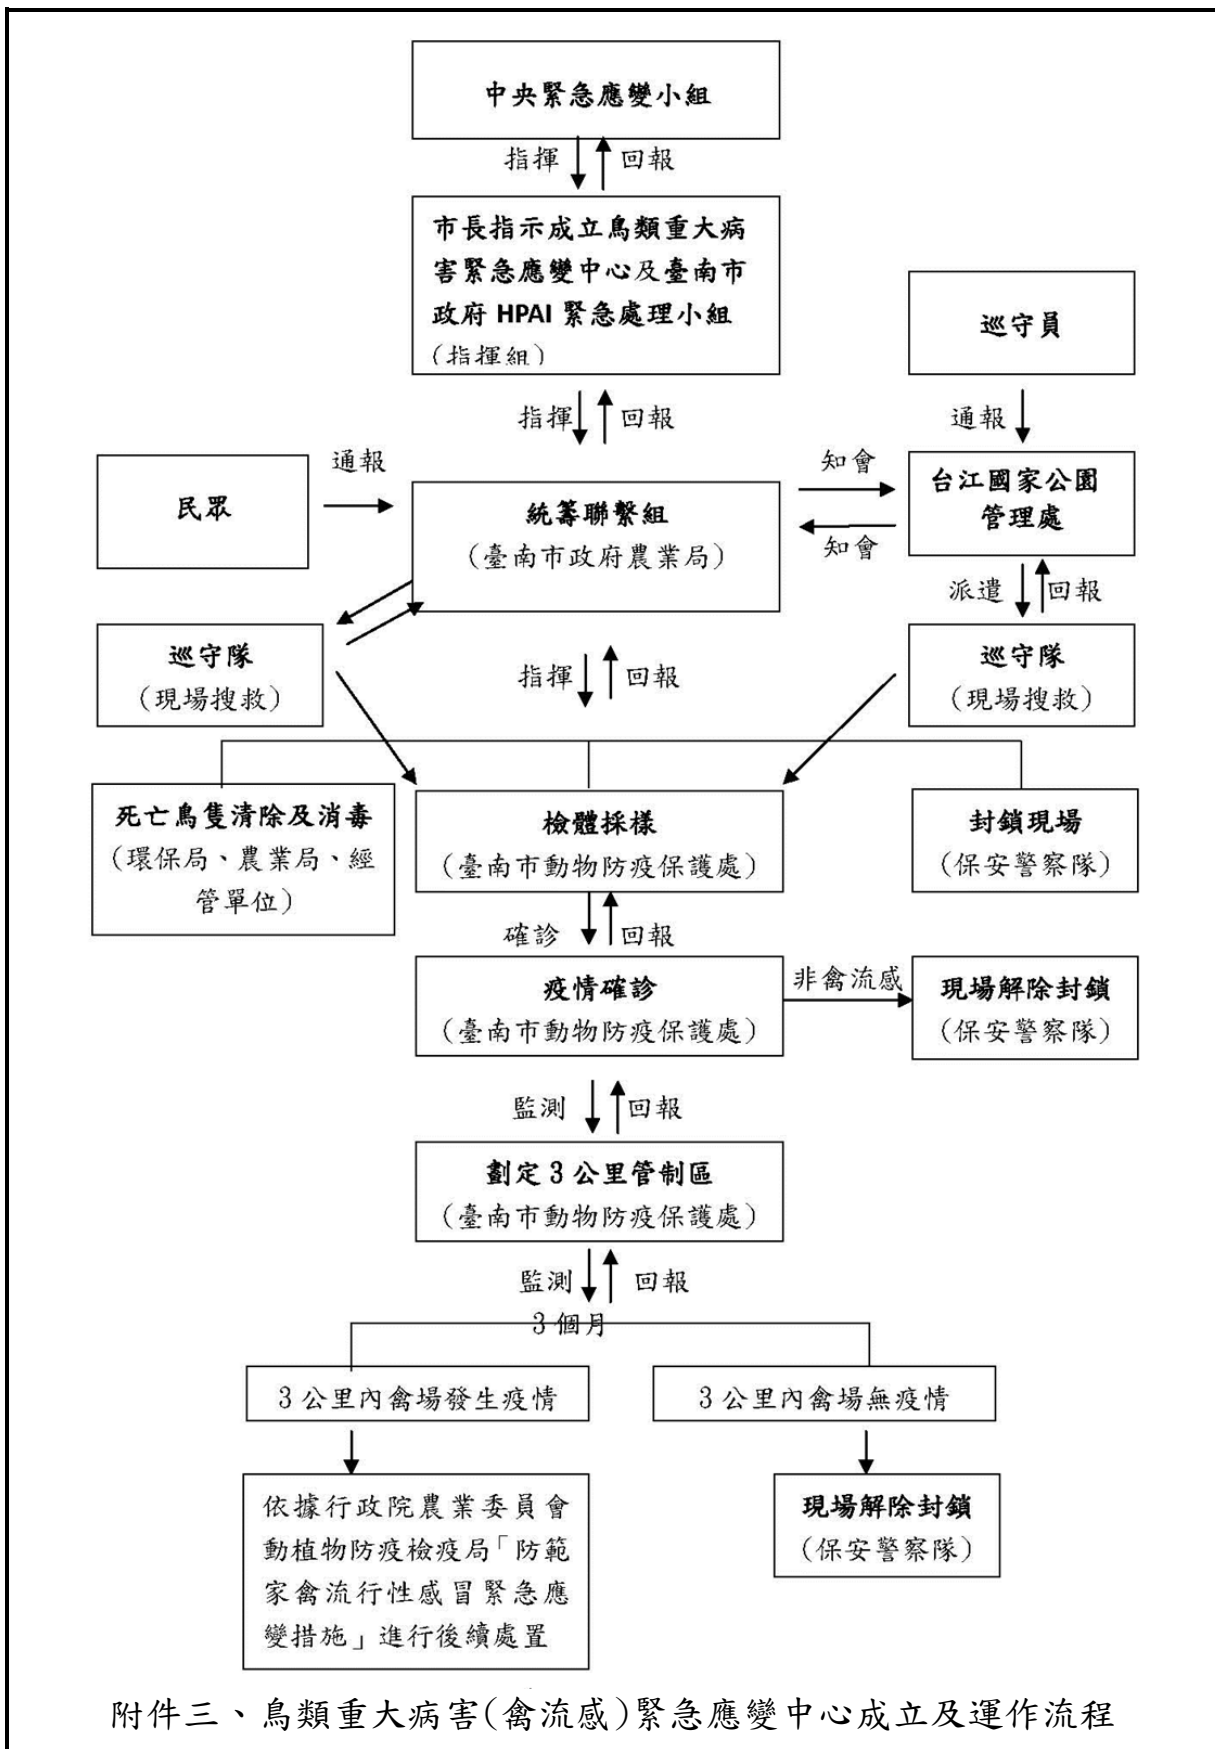 中央緊急應變小組
指揮
回報
市長指示成立鳥類重大病
害緊急應變中心及臺南市
政府 HPAI 緊急處理小組
(指揮組)
巡守員
指揮
回報
通報
民眾
通報
統籌聯繫組
(臺南市政府農業局)
知會
知會
台江國家公園
管理處
派遣
回報
巡守隊
(現場搜救)
指揮
回報
巡守隊
(現場搜救)
死亡鳥隻清除及消毒
(環保局、農業局、經
管單位)
檢體採樣
(臺南市動物防疫保護處)
封鎖現場
(保安警察隊)
確診
回報
疫情確診
(臺南市動物防疫保護處)
非禽流感
現場解除封鎖
(保安警察隊)
監測
回報
劃定 3 公里管制區
(臺南市動物防疫保護處)
監測
回報
3 個月
3 公里內禽場發生疫情
3 公里內禽場無疫情
依據行政院農業委員會
動植物防疫檢疫局「防範
家禽流行性感冒緊急應
變措施」進行後續處置
現場解除封鎖
(保安警察隊)
附件三、鳥類重大病害(禽流感)緊急應變中心成立及運作流程